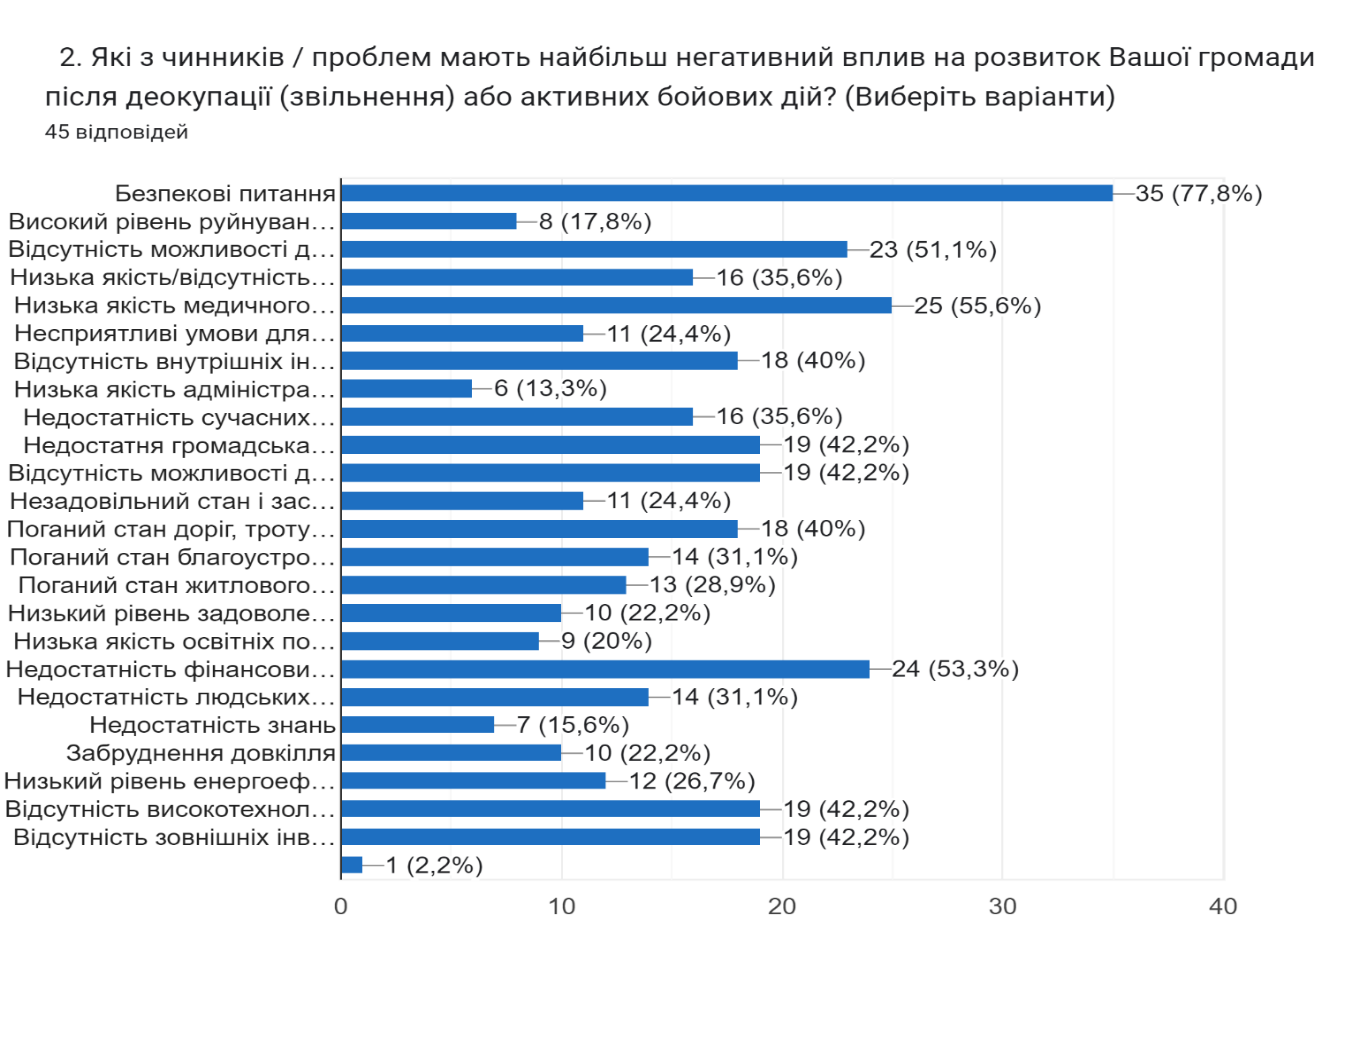 2. Які з чинників / проблем мають найбільш негативний вплив на розвиток Вашої громади
після деокупації (звільнення) або активних бойових дій? (Виберіть варіанти)
45 відповідей
Безпекові питання 35 (77,8%)
Високий рівень руйнуван… 8 (17,8%)
Відсутність можливості д… 23 (51,1%)
Низька якість/відсутність… 16 (35,6%)
Низька якість медичного… 25 (55,6%)
Несприятливі умови для… 11 (24,4%)
Відсутність внутрішніх ін… 18 (40%)
Низька якість адміністра… 6 (13,3%)
Недостатність сучасних… 16 (35,6%)
Недостатня громадська… 19 (42,2%)
Відсутність можливості д… 19 (42,2%)
Незадовільний стан і зас… 11 (24,4%)
Поганий стан доріг, троту… 18 (40%)
Поганий стан благоустро… 14 (31,1%)
Поганий стан житлового… 13 (28,9%)
Низький рівень задоволе… 10 (22,2%)
Низька якість освітніх по… 9 (20%)
Недостатність фінансови… 24 (53,3%)
Недостатність людських… 14 (31,1%)
Недостатність знань 7 (15,6%)
Забруднення довкілля 10 (22,2%)
Низький рівень енергоеф… 12 (26,7%)
Відсутність високотехнол… 19 (42,2%)
Відсутність зовнішніх інв… 19 (42,2%)
1 (2,2%)
0 10 20 30 40